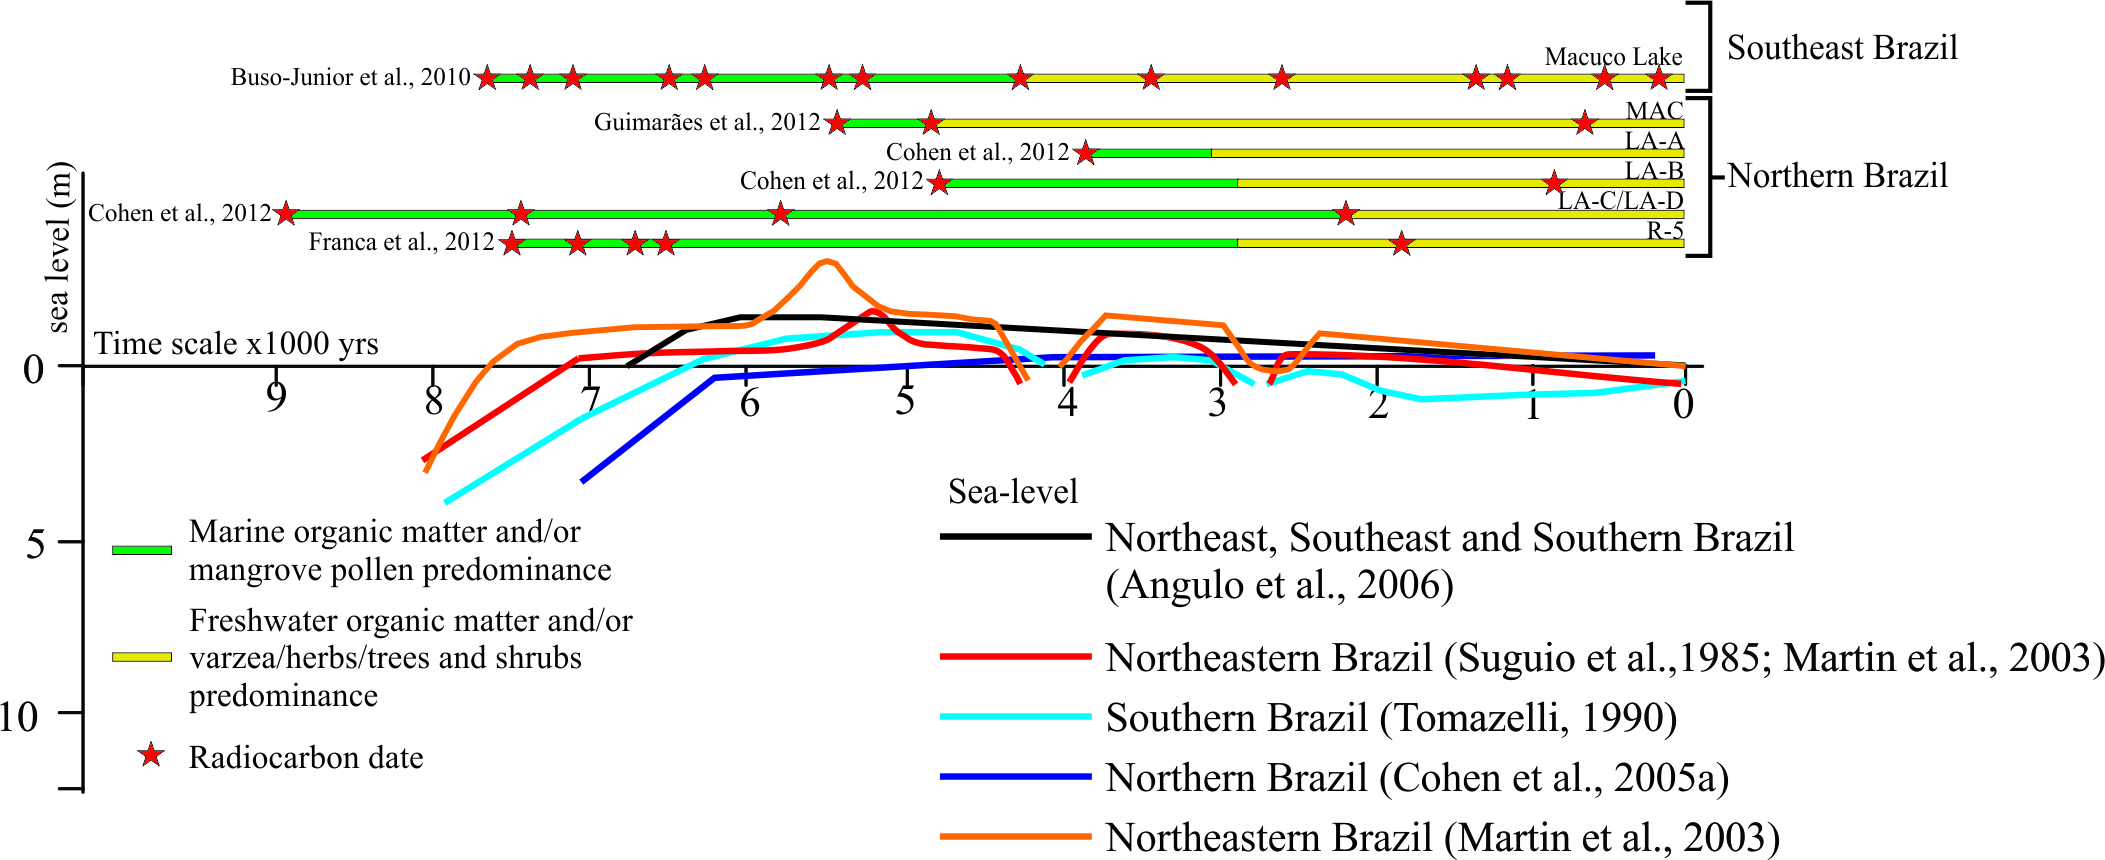 Southeast Brazil
Macuco Lake
Buso-Junior et al., 2010
MAC
Guimarães et al., 2012
LA-A
Cohen et al., 2012
LA-B
Cohen et al., 2012
Northern Brazil
LA-C/LA-D
Cohen et al., 2012
R-5
Franca et al., 2012
sea level (m)
Time scale x1000 yrs
0
9 8 7 6 5 4 3 2 1 0
5
10
Marine organic matter and/or
mangrove pollen predominance
Freshwater organic matter and/or
varzea/herbs/trees and shrubs
predominance
Radiocarbon date
Sea-level
Northeast, Southeast and Southern Brazil
(Angulo et al., 2006)
Northeastern Brazil (Suguio et al.,1985; Martin et al., 2003)
Southern Brazil (Tomazelli, 1990)
Northern Brazil (Cohen et al., 2005a)
Northeastern Brazil (Martin et al., 2003)